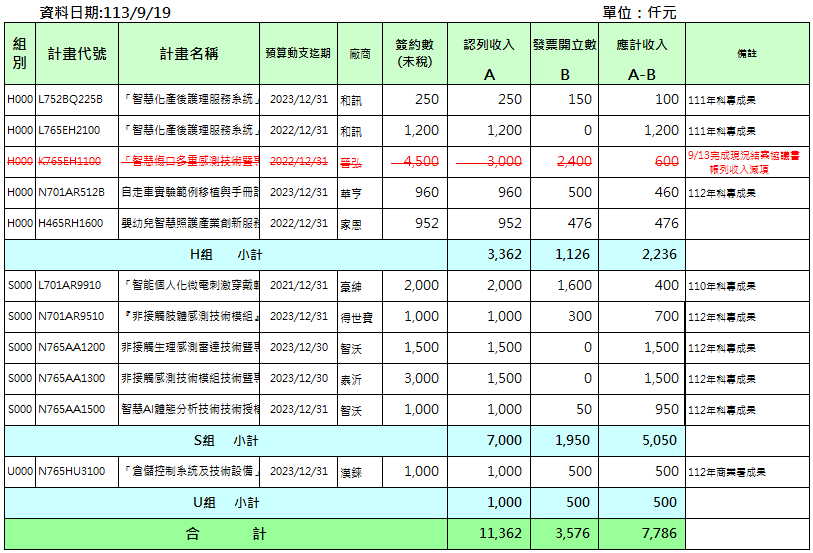 資料日期:113/9/19 單位：仟元
組別 計畫代號 計畫名稱 預算動支迄期 廠商 簽約數(未稅) 認列收入 A 發票開立數 B 應計收入 A-B 備註
H000 L752BQ225B 「智慧化產後護理服務系統」 2023/12/31 和訊 250 250 150 100 111年科專成果
H000 L765EH2100 「智慧化產後護理服務系統」 2022/12/31 和訊 1,200 1,200 0 1,200 111年科專成果
H000 K765EH1100 「智慧傷口多重感測技術暨專 2022/12/31 4,500 3,000 2,400 600 9/13完成現況結案協議書
帳列收入減項
H000 N701AR512B 自走車實驗範例移植與手冊 2023/12/31 華亨 960 960 500 460 112年科專成果
H000 H465RH1600 嬰幼兒智慧照護產業創新服務 2022/12/31 家恩 952 952 476 476
H組 小計 3,362 1,126 2,236
S000 L701AR9910 「智能個人化微電刺激穿戴 2021/12/31 豪紳 2,000 2,000 1,600 400 110年科專成果
S000 N701AR9510 『非接觸肢體感測技術模組』 2023/12/31 得世寶 1,000 1,000 300 700 112年科專成果
S000 N765AA1200 非接觸生理感測雷達技術暨專 2023/12/30 智沃 1,500 1,500 0 1,500 112年科專成果
S000 N765AA1300 非接觸感測技術模組技術暨專 2023/12/30 泰沂 3,000 1,500 0 1,500 112年科專成果
S000 N765AA1500 智慧AI體態分析技術技術授權 2023/12/31 智沃 1,000 1,000 50 950 112年科專成果
S組 小計 7,000 1,950 5,050
U000 N765HU3100 「倉儲控制系統及技術設備」 2023/12/31 漢錸 1,000 1,000 500 500 112年商業署成果
U組 小計 1,000 500 500
合 計 11,362 3,576 7,786